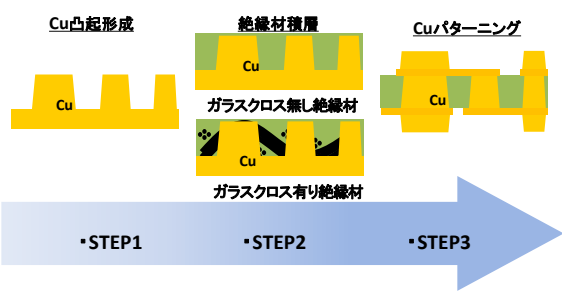 Cu凸起形成
絶縁材積層
Cuパターニング
Cu
Cu
Cu
ガラスクロス無し絶縁材
Cu
ガラスクロス有り絶縁材
・STEP1
・STEP2
・STEP3